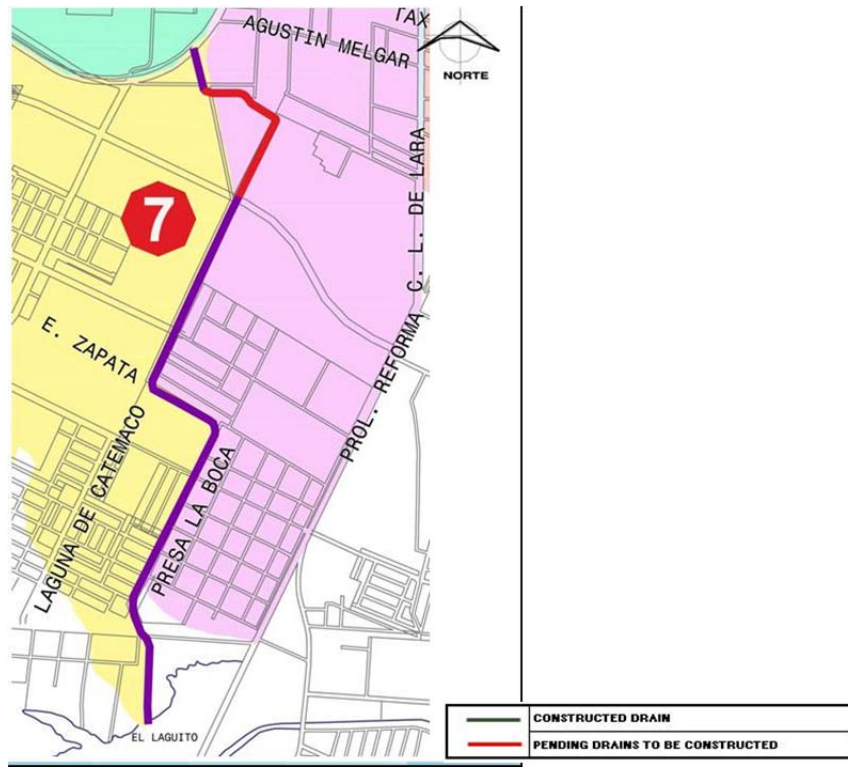 TAX
AGUSTIN MELGAR
NORTE
PROL. REFORMA C. L. DE LARA
7
E. ZAPATA
LAGUNA DE CATEMACO
PRESA LA BOCA
EL LAGUITO
CONSTRUCTED DRAIN
PENDING DRAINS TO BE CONSTRUCTED